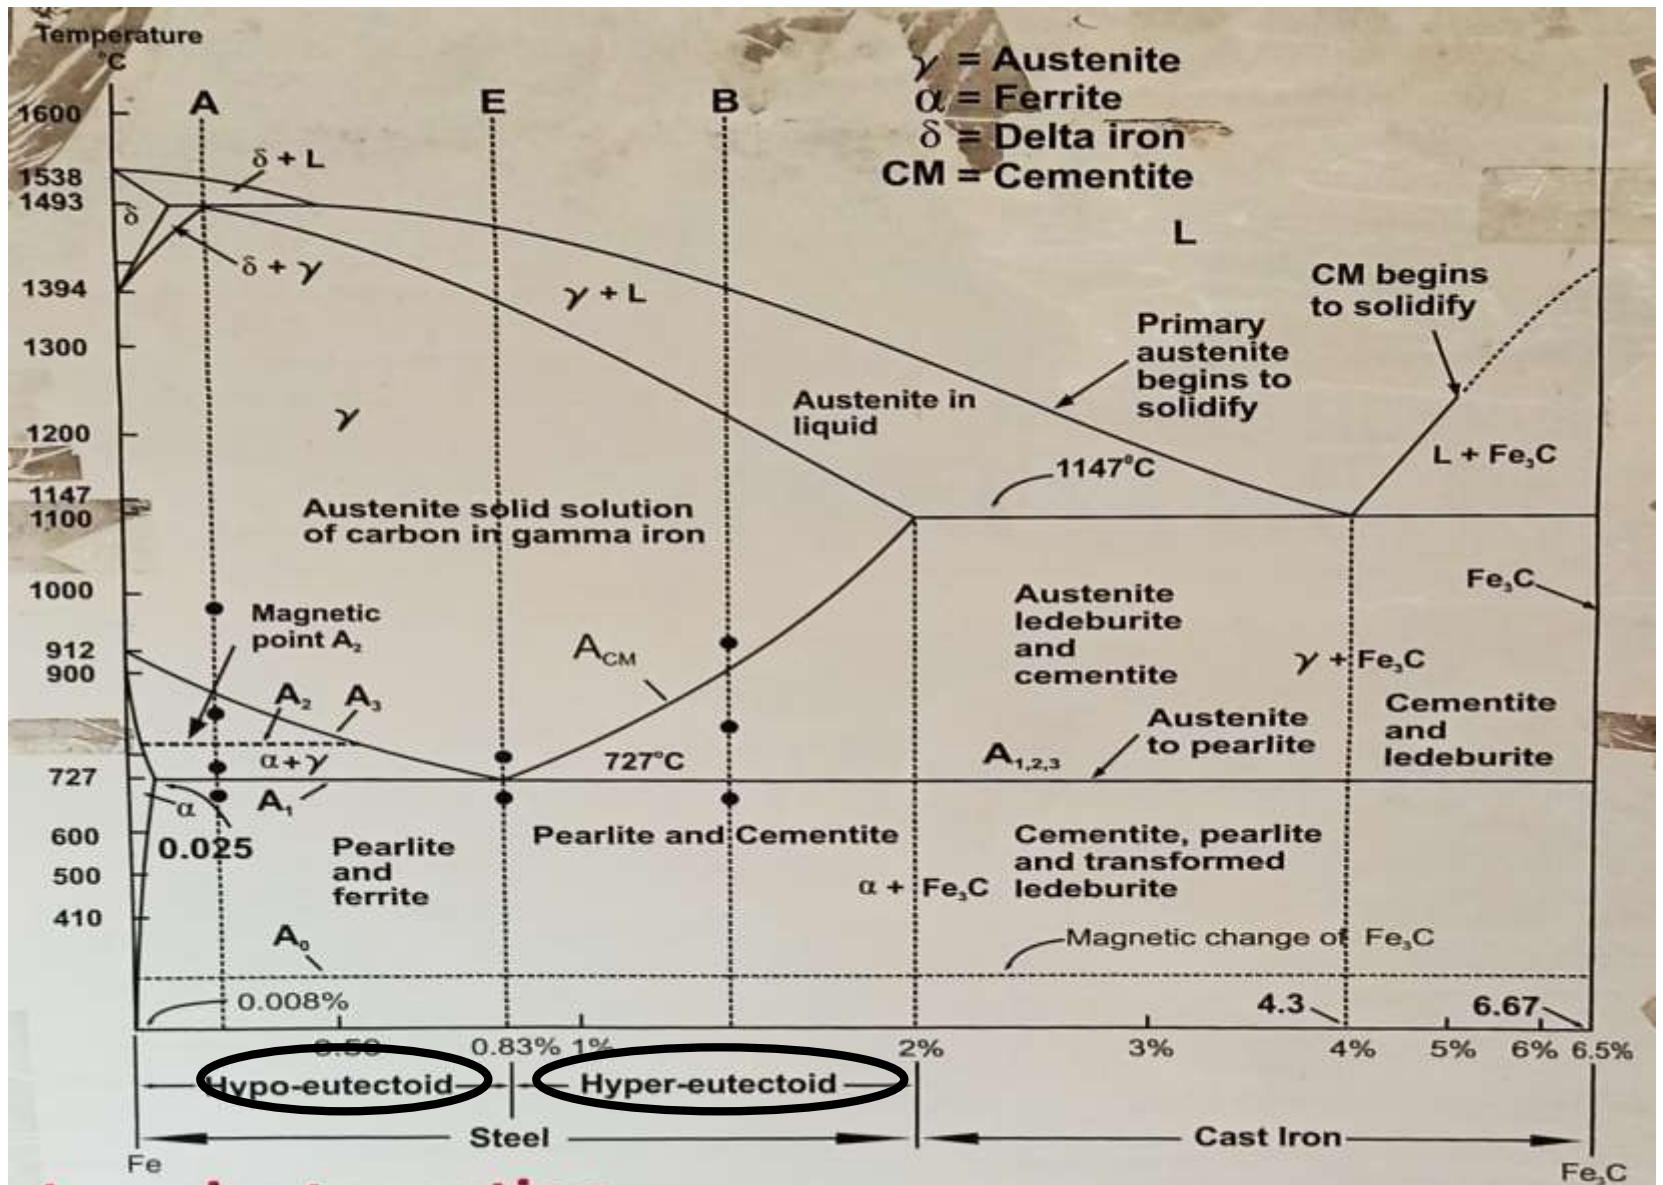 Temperature
°C
γ = Austenite
α = Ferrite
δ = Delta iron
CM = Cementite
A
E
B
1600
1538
1493
1394
1300
1200
1147
1100
1000
912
900
727
600
500
410
δ + L
δ
δ + γ
γ + L
L
CM begins
to solidify
Primary
austenite
begins to
solidify
γ
Austenite in
liquid
1147°C
L + Fe₃C
Austenite solid solution
of carbon in gamma iron
Fe₃C
Magnetic
point A₂
A_CM
Austenite
ledeburite
and
cementite
γ + Fe₃C
A₂
A₃
Cementite
and
ledeburite
Austenite
to pearlite
α+γ
727°C
A₁,₂,₃
α
A₁
0.025
Pearlite
and
ferrite
Pearlite and Cementite
Cementite, pearlite
and transformed
ledeburite
α + Fe₃C
A₀
Magnetic change of Fe₃C
0.008%
4.3
6.67
0.50
0.83%
1%
2%
3%
4%
5%
6%
6.5%
Hypo-eutectoid
Hyper-eutectoid
Steel
Cast Iron
Fe
Fe₃C